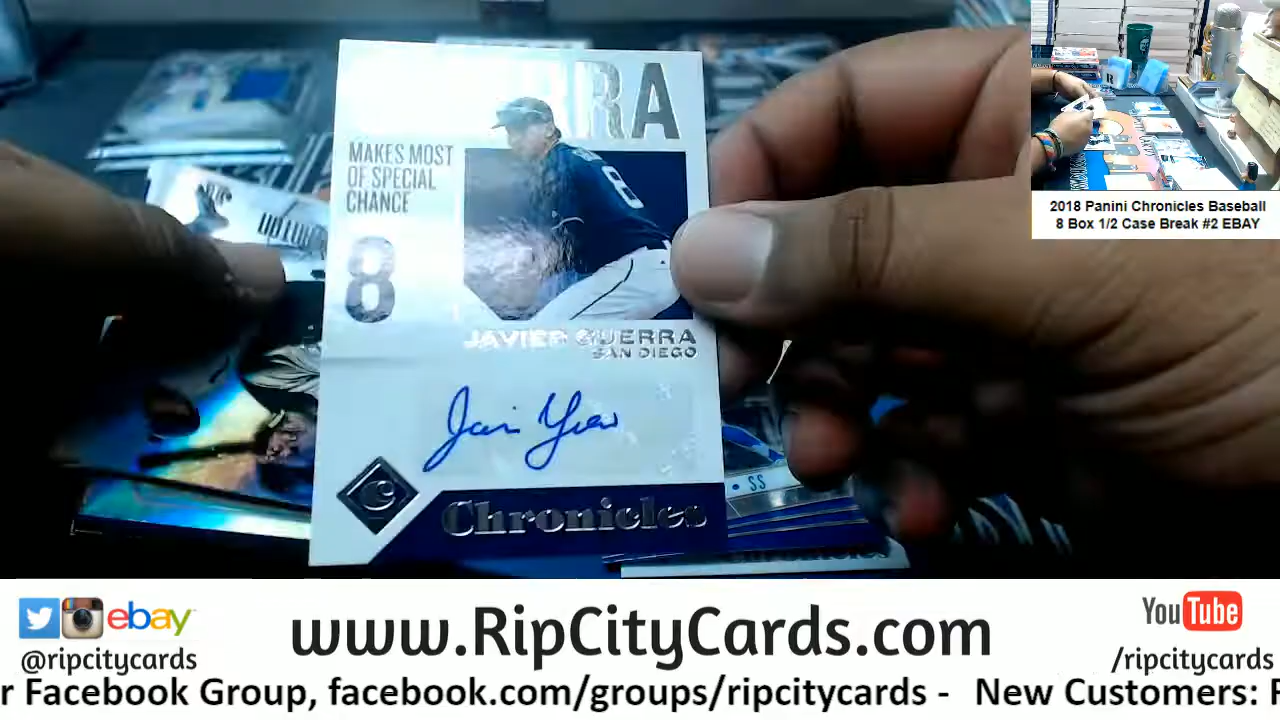 RRA
MAKES MOST
OF SPECIAL
CHANCE
8
8
JAVIER GUERRA
SAN DIEGO
Chronicles
• SS
2018 Panini Chronicles Baseball
8 Box 1/2 Case Break #2 EBAY
ebay
@ripcitycards
www.RipCityCards.com
YouTube
/ripcitycards
r Facebook Group, facebook.com/groups/ripcitycards - New Customers: F